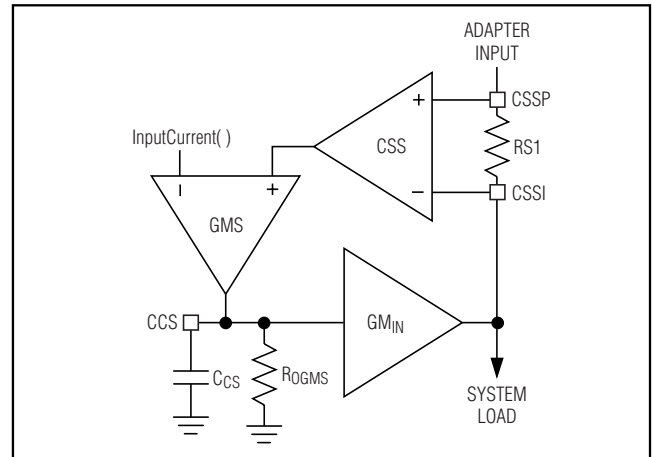 ADAPTER
INPUT
CSSP
+
CSS
RS1
InputCurrent( )
−
CSSI
−
+
GMS
CCS
GMIN
CCS
ROGMS
SYSTEM
LOAD